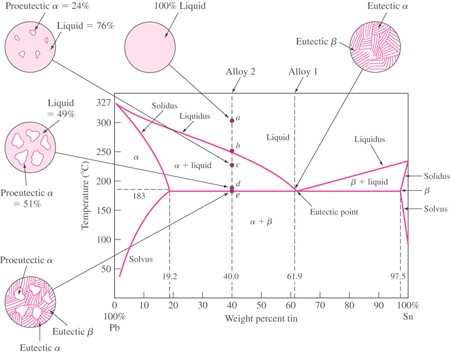 Proeutectic α = 24%
Liquid = 76%
100% Liquid
Eutectic α
Eutectic β
Alloy 2
Alloy 1
327
300
250
200
183
150
100
50
Temperature (°C)
Solidus
Liquidus
a
b
c
d
e
Liquid
Liquidus
α
α + liquid
β + liquid
Solidus
β
Solvus
Eutectic point
α + β
Solvus
19.2
40.0
61.9
97.5
Liquid
= 49%
Proeutectic α
= 51%
Proeutectic α
Eutectic β
Eutectic α
0 10 20 30 40 50 60 70 80 90 100%
100%
Pb
Weight percent tin
Sn